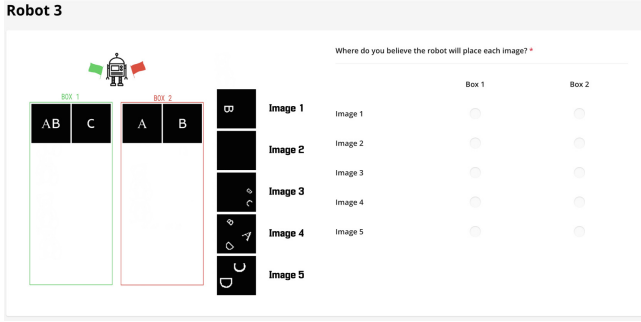 Robot 3
Where do you believe the robot will place each image? *
BOX 1
BOX 2
AB
C
A
B
B
Image 1
Image 2
Image 3
B
A
D
Image 4
C
D
Image 5
Box 1
Box 2
Image 1
Image 2
Image 3
Image 4
Image 5